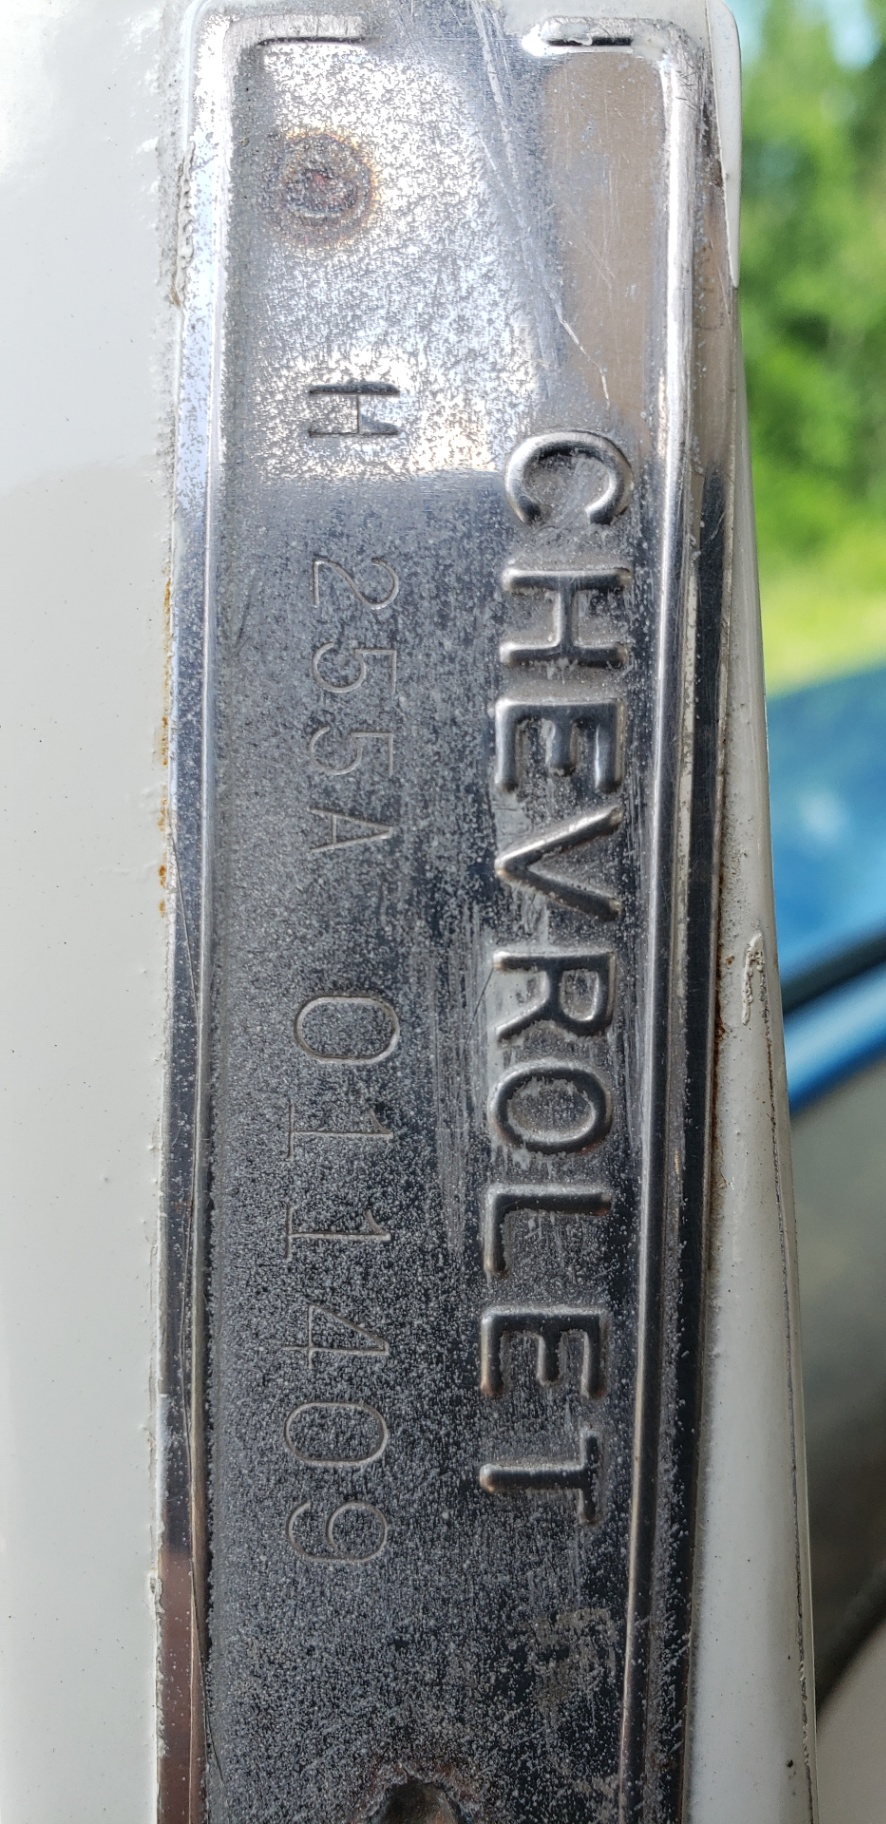 CHEVROLET
H 255A 011409